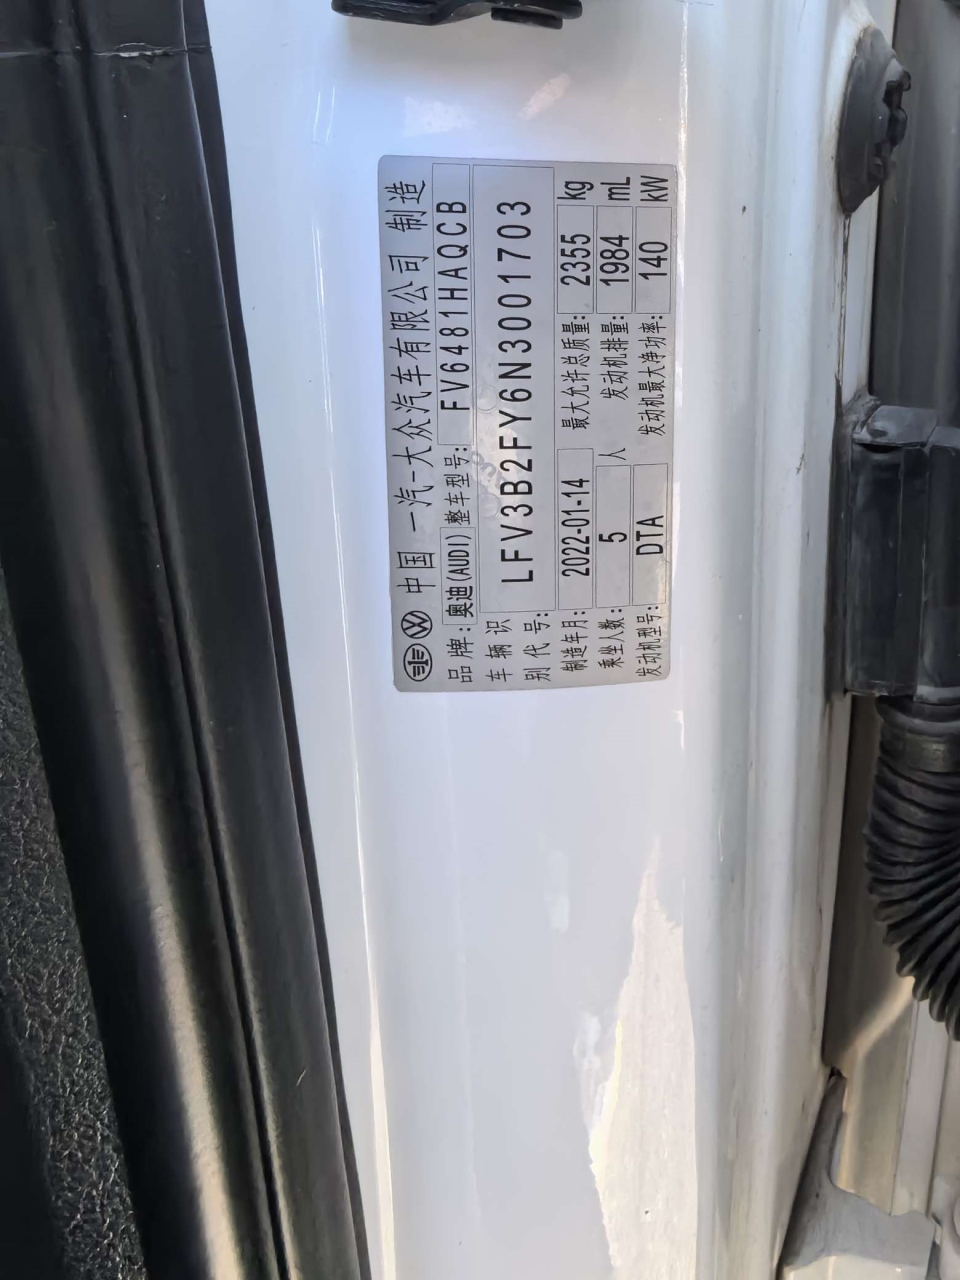 中国 一汽-大众汽车有限公司 制造
品牌: 奥迪(AUDI) 整车型号: FV6481HAQCB
车辆识别代号: LFV3B2FY6N3001703
制造年月: 2022-01-14 最大允许总质量: 2355 kg
乘坐人数: 5 人 发动机排量: 1984 mL
发动机型号: DTA 发动机最大净功率: 140 kW